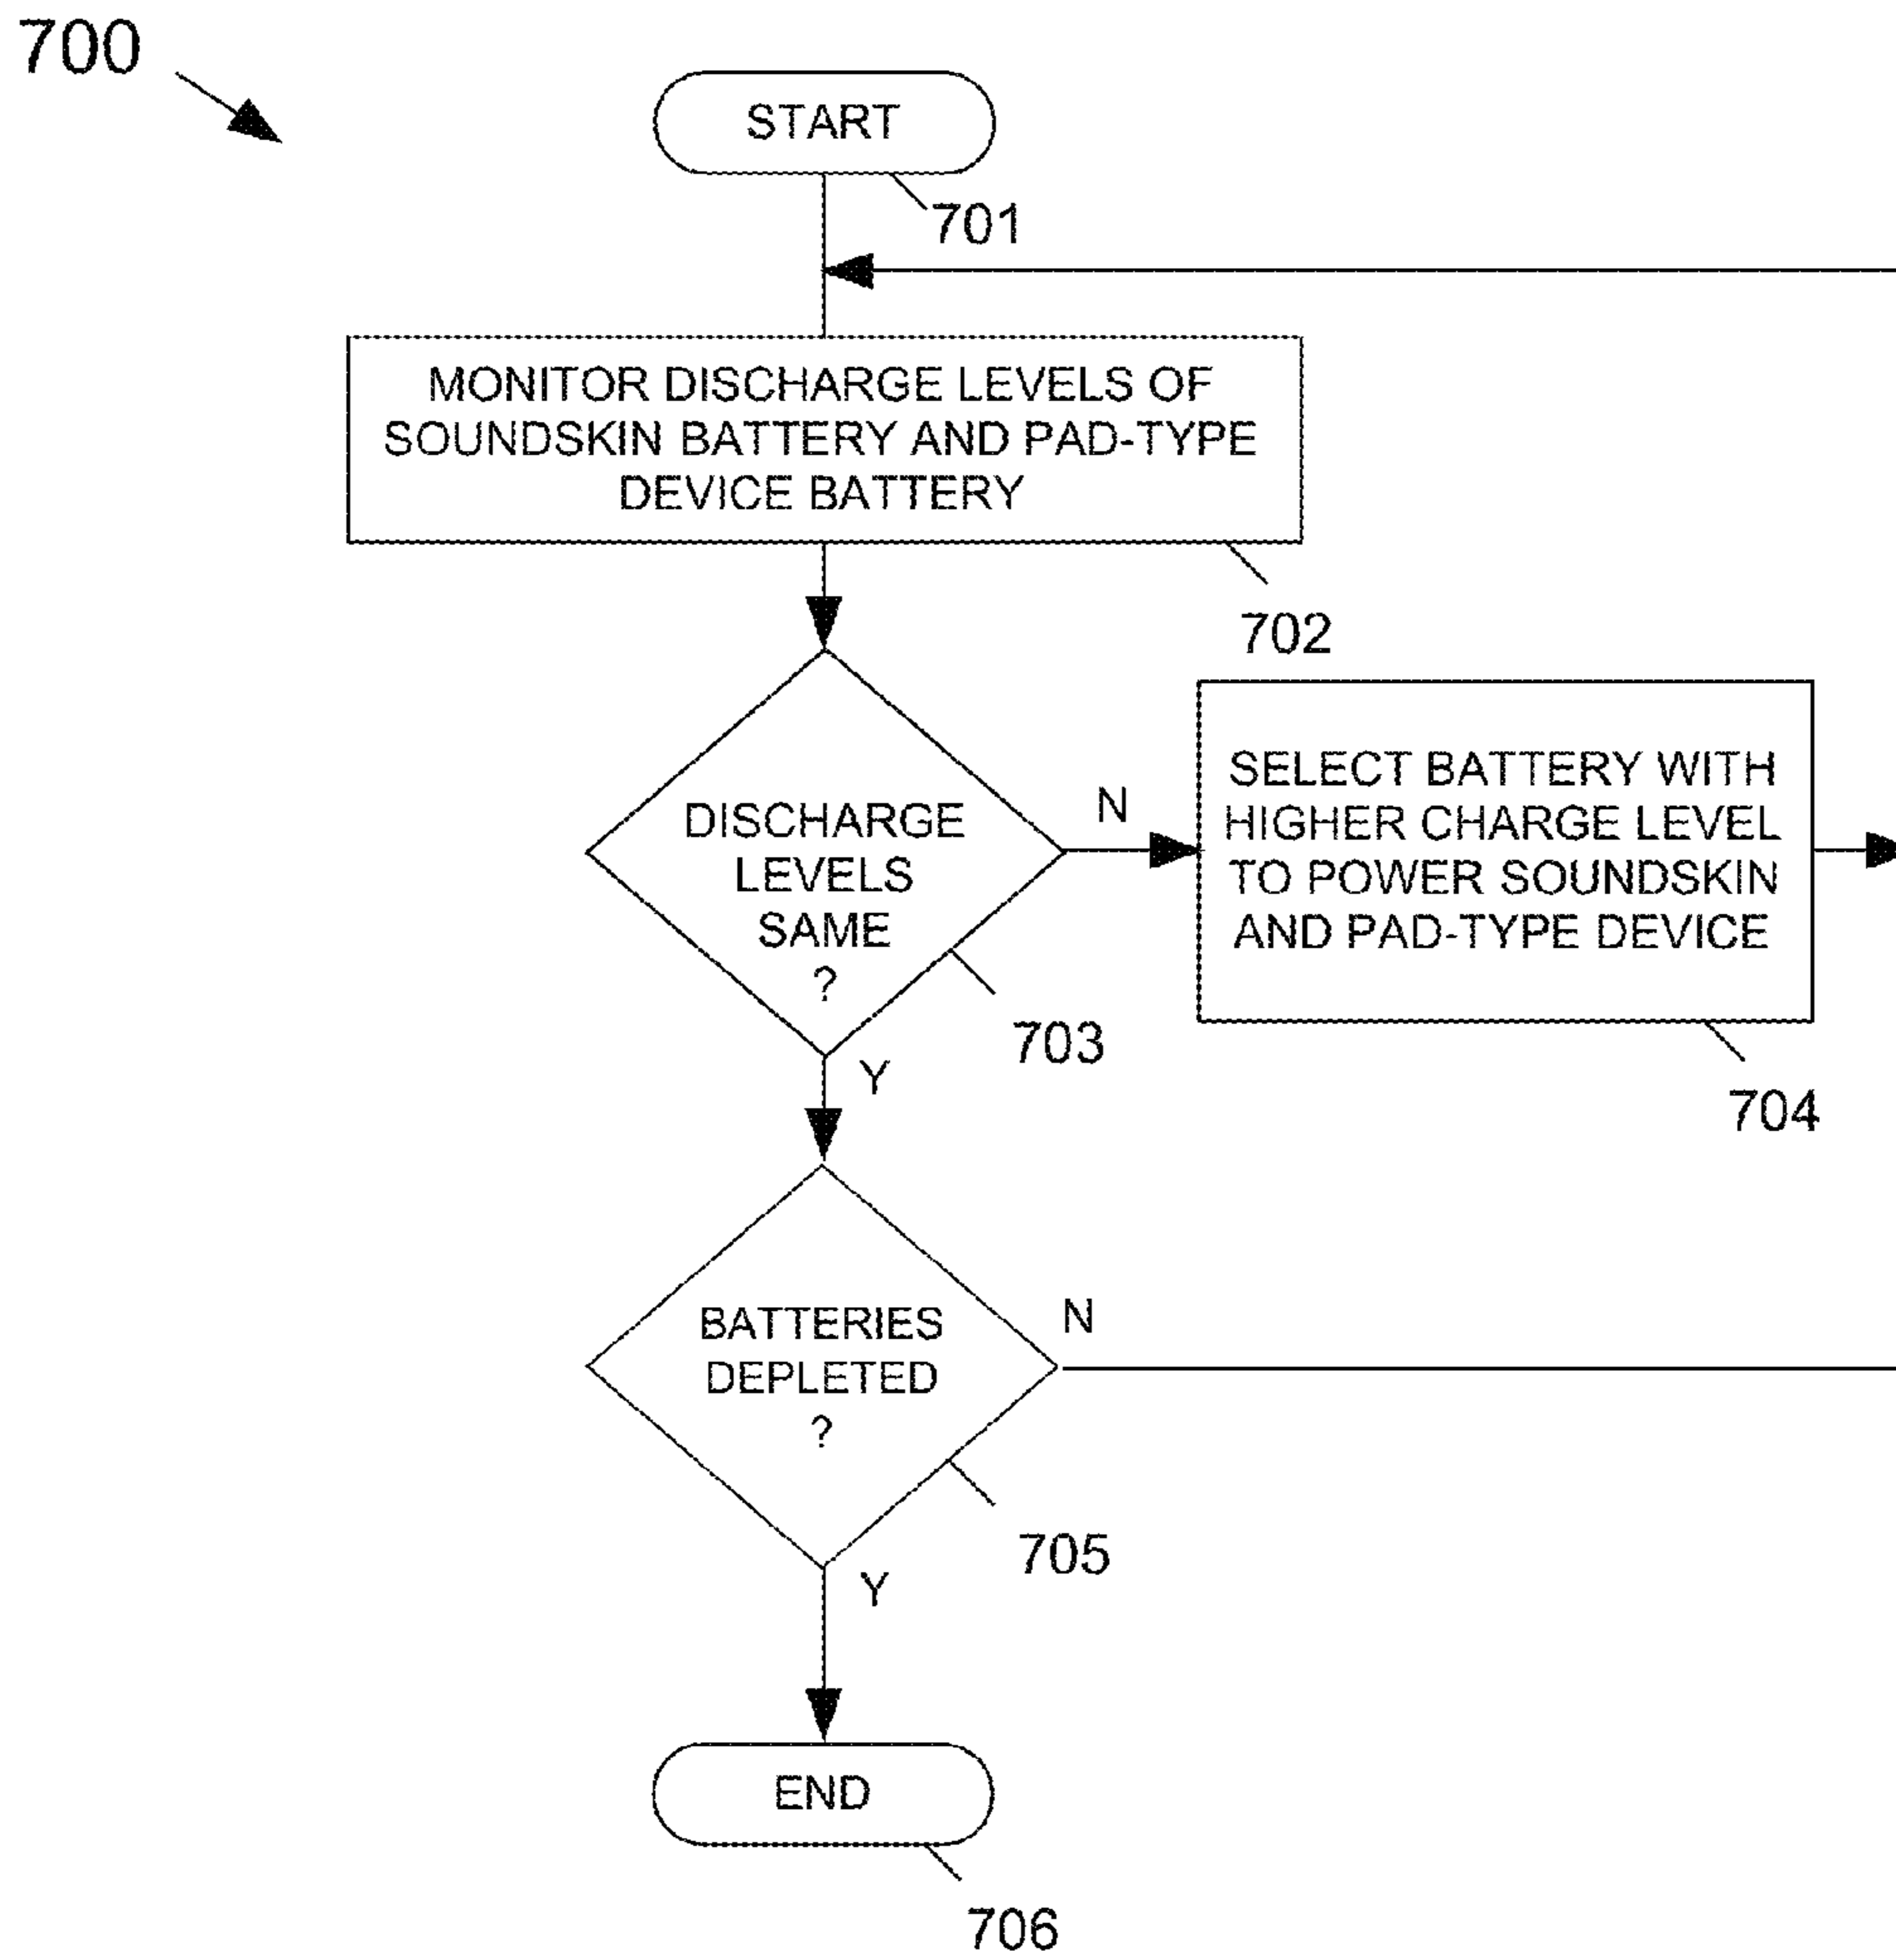 700
START
701
MONITOR DISCHARGE LEVELS OF
SOUNDSKIN BATTERY AND PAD-TYPE
DEVICE BATTERY
702
DISCHARGE
LEVELS
SAME
?
N
703
Y
SELECT BATTERY WITH
HIGHER CHARGE LEVEL
TO POWER SOUNDSKIN
AND PAD-TYPE DEVICE
704
BATTERIES
DEPLETED
?
N
705
Y
END
706